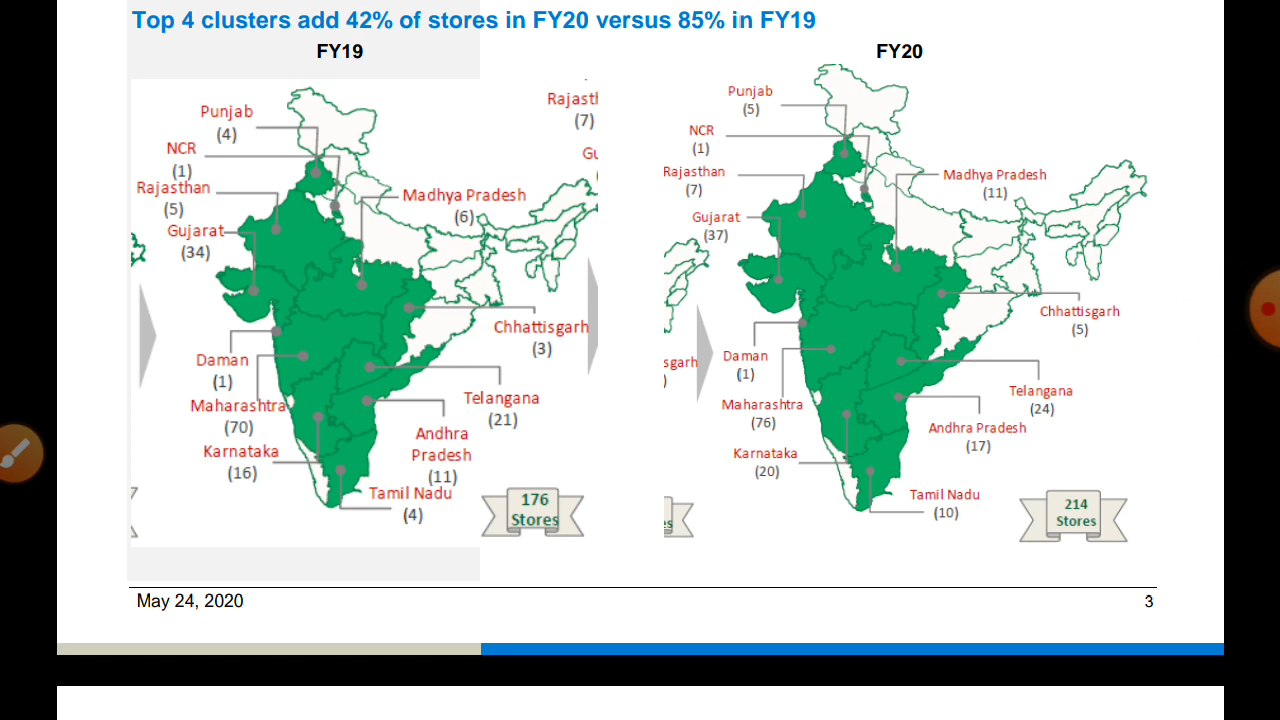 Top 4 clusters add 42% of stores in FY20 versus 85% in FY19
FY19
Punjab
(4)
NCR
(1)
Rajasthan
(5)
Gujarat
(34)
Madhya Pradesh
(6)
Chhattisgarh
(3)
Daman
(1)
Maharashtra
(70)
Telangana
(21)
Karnataka
(16)
Andhra
Pradesh
(11)
Tamil Nadu
(4)
176
Stores
(7)
FY20
Punjab
(5)
NCR
(1)
Rajasthan
(7)
Gujarat
(37)
Madhya Pradesh
(11)
Chhattisgarh
(5)
Daman
(1)
Maharashtra
(76)
Telangana
(24)
Andhra Pradesh
(17)
Karnataka
(20)
Tamil Nadu
(10)
214
Stores
May 24, 2020
3